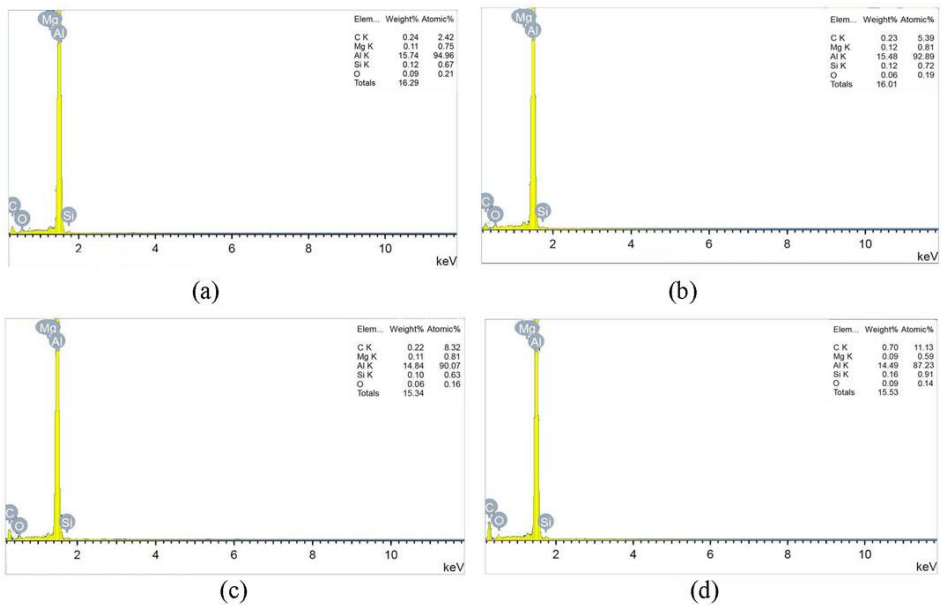 Mg
Al
C
O
Si
Elem... Weight% Atomic%
C K 0.24 2.42
Mg K 0.11 0.75
Al K 15.74 94.96
Si K 0.12 0.67
O 0.09 0.21
Totals 16.29
2 4 6 8 10
keV
(a)
Mg
Al
C
O
Si
Elem... Weight% Atomic%
C K 0.23 5.39
Mg K 0.12 0.81
Al K 15.48 92.89
Si K 0.12 0.72
O 0.06 0.19
Totals 16.01
2 4 6 8 10
keV
(b)
Mg
Al
C
O
Si
Elem... Weight% Atomic%
C K 0.22 8.32
Mg K 0.11 0.81
Al K 14.84 90.07
Si K 0.10 0.63
O 0.06 0.16
Totals 15.34
2 4 6 8 10
keV
(c)
Mg
Al
C
O
Si
Elem... Weight% Atomic%
C K 0.70 11.13
Mg K 0.09 0.59
Al K 14.49 87.23
Si K 0.16 0.91
O 0.09 0.14
Totals 15.53
2 4 6 8 10
keV
(d)